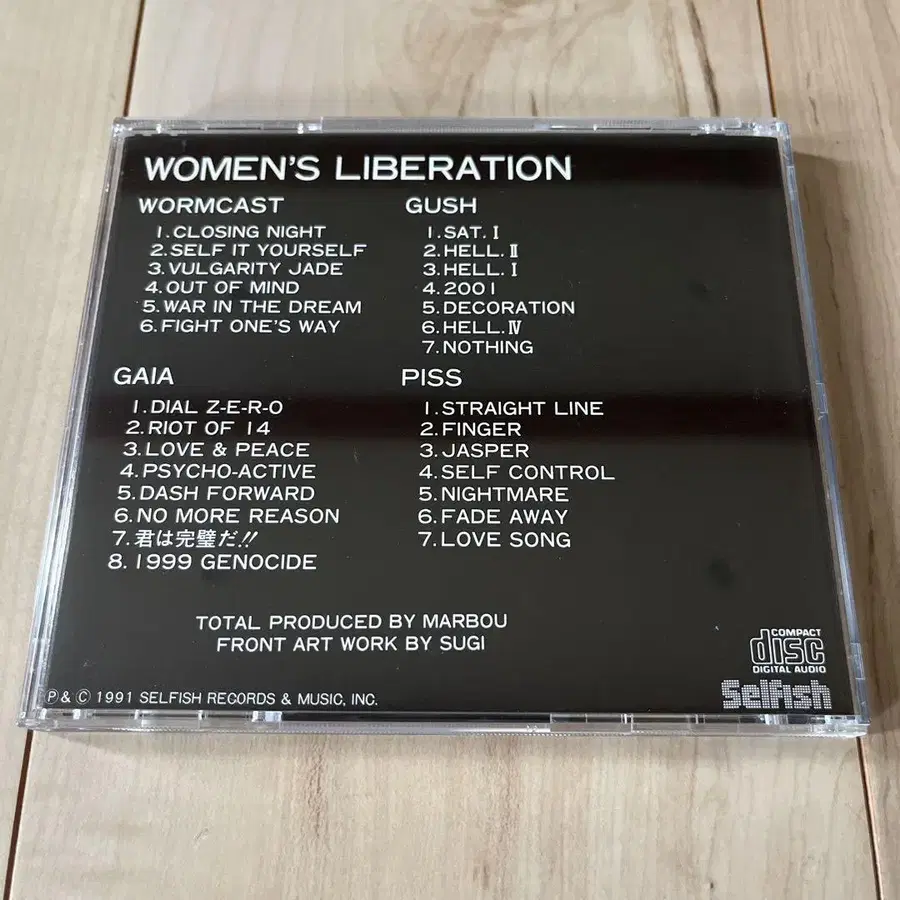 WOMEN'S LIBERATION
WORMCAST
1.CLOSING NIGHT
2.SELF IT YOURSELF
3.VULGARITY JADE
4.OUT OF MIND
5.WAR IN THE DREAM
6.FIGHT ONE'S WAY
GUSH
1.SAT.Ⅰ
2.HELL.Ⅱ
3.HELL.Ⅰ
4.2001
5.DECORATION
6.HELL.Ⅳ
7.NOTHING
GAIA
1.DIAL Z-E-R-O
2.RIOT OF 14
3.LOVE & PEACE
4.PSYCHO-ACTIVE
5.DASH FORWARD
6.NO MORE REASON
7.君は完璧だ!!
8.1999 GENOCIDE
PISS
1.STRAIGHT LINE
2.FINGER
3.JASPER
4.SELF CONTROL
5.NIGHTMARE
6.FADE AWAY
7.LOVE SONG
TOTAL PRODUCED BY MARBOU
FRONT ART WORK BY SUGI
COMPACT
disc
DIGITAL AUDIO
Ⓟ & © 1991 SELFISH RECORDS & MUSIC, INC.
Selfish